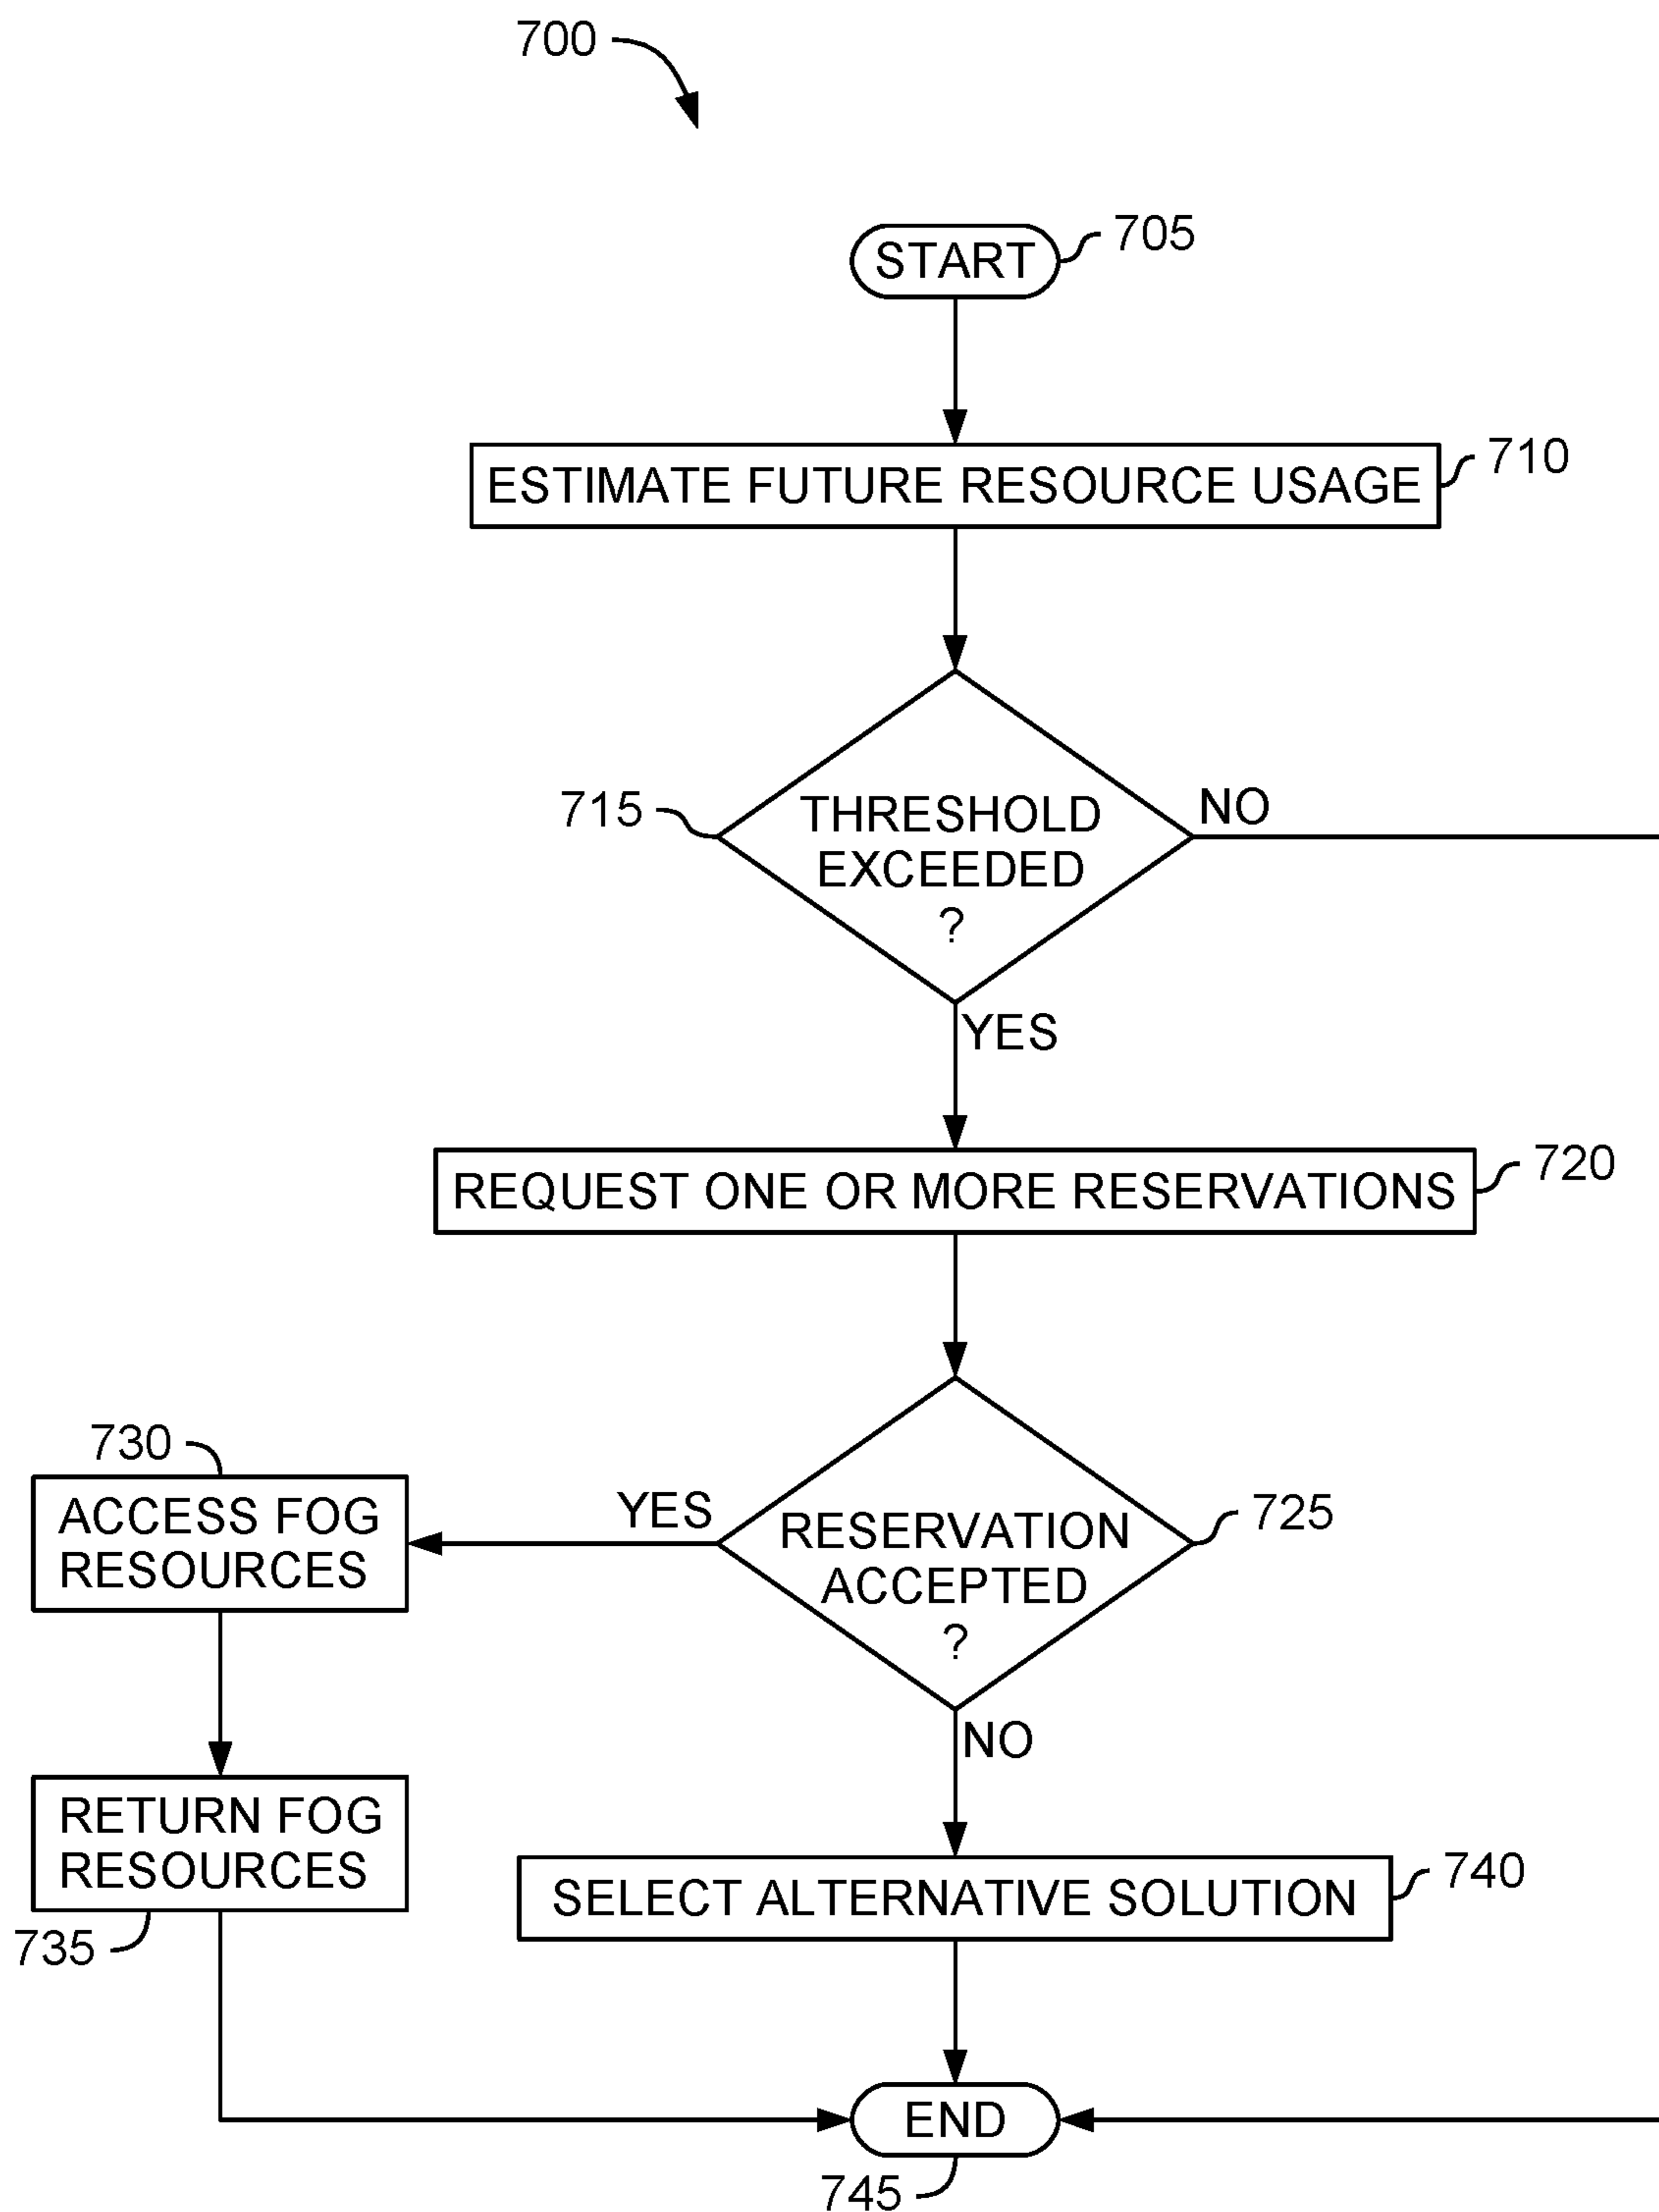 700
START
705
ESTIMATE FUTURE RESOURCE USAGE
710
715
THRESHOLD
EXCEEDED
?
NO
YES
REQUEST ONE OR MORE RESERVATIONS
720
730
ACCESS FOG
RESOURCES
YES
RESERVATION
ACCEPTED
?
725
NO
RETURN FOG
RESOURCES
735
SELECT ALTERNATIVE SOLUTION
740
END
745